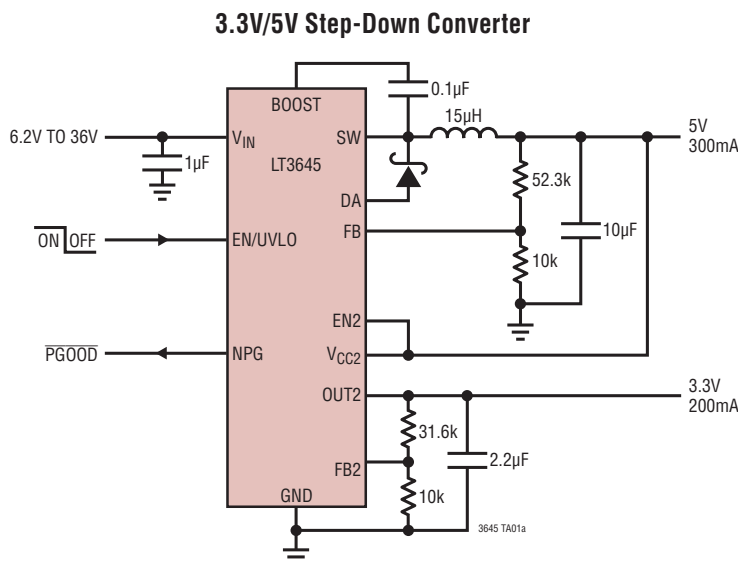 3.3V/5V Step-Down Converter
BOOST
0.1µF
15µH
6.2V TO 36V
VIN
SW
5V
300mA
1µF
LT3645
52.3k
DA
ON OFF
EN/UVLO
FB
10µF
10k
EN2
PGOOD
NPG
VCC2
OUT2
3.3V
200mA
31.6k
FB2
2.2µF
10k
GND
3645 TA01a